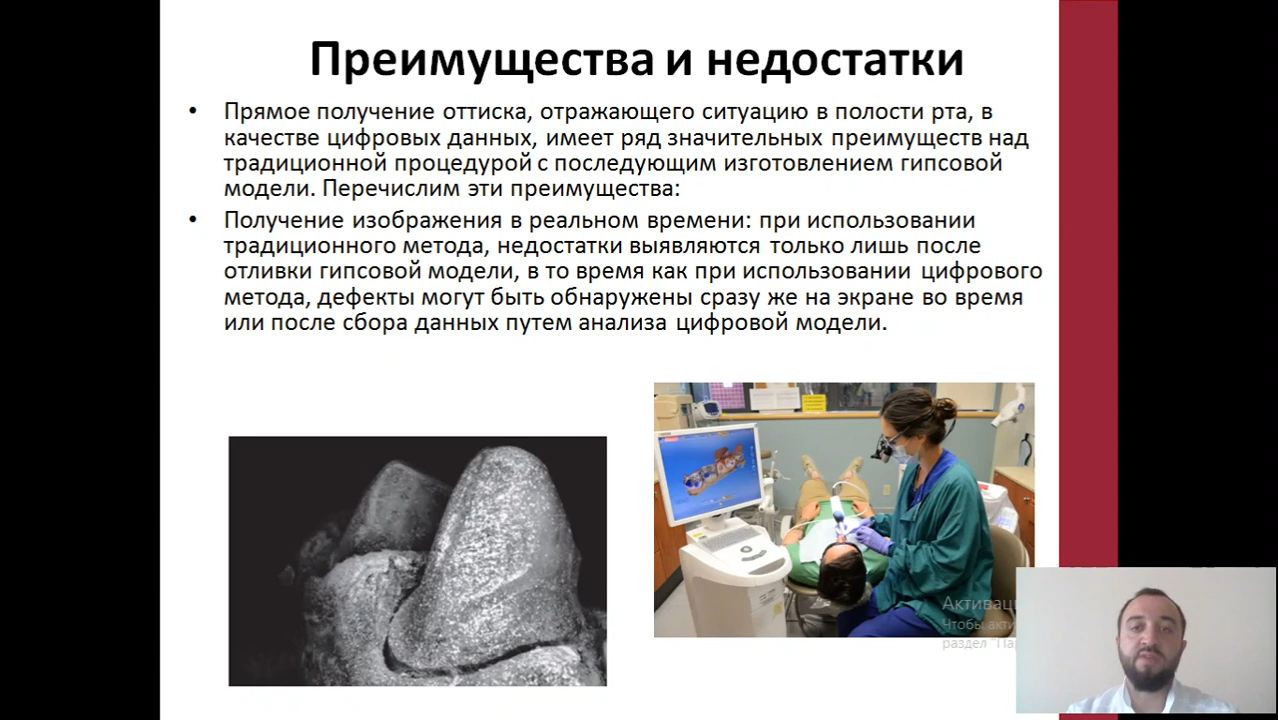 Преимущества и недостатки
• Прямое получение оттиска, отражающего ситуацию в полости рта, в
качестве цифровых данных, имеет ряд значительных преимуществ над
традиционной процедурой с последующим изготовлением гипсовой
модели. Перечислим эти преимущества:
• Получение изображения в реальном времени: при использовании
традиционного метода, недостатки выявляются только лишь после
отливки гипсовой модели, в то время как при использовании цифрового
метода, дефекты могут быть обнаружены сразу же на экране во время
или после сбора данных путем анализа цифровой модели.
Чтобы
раздел